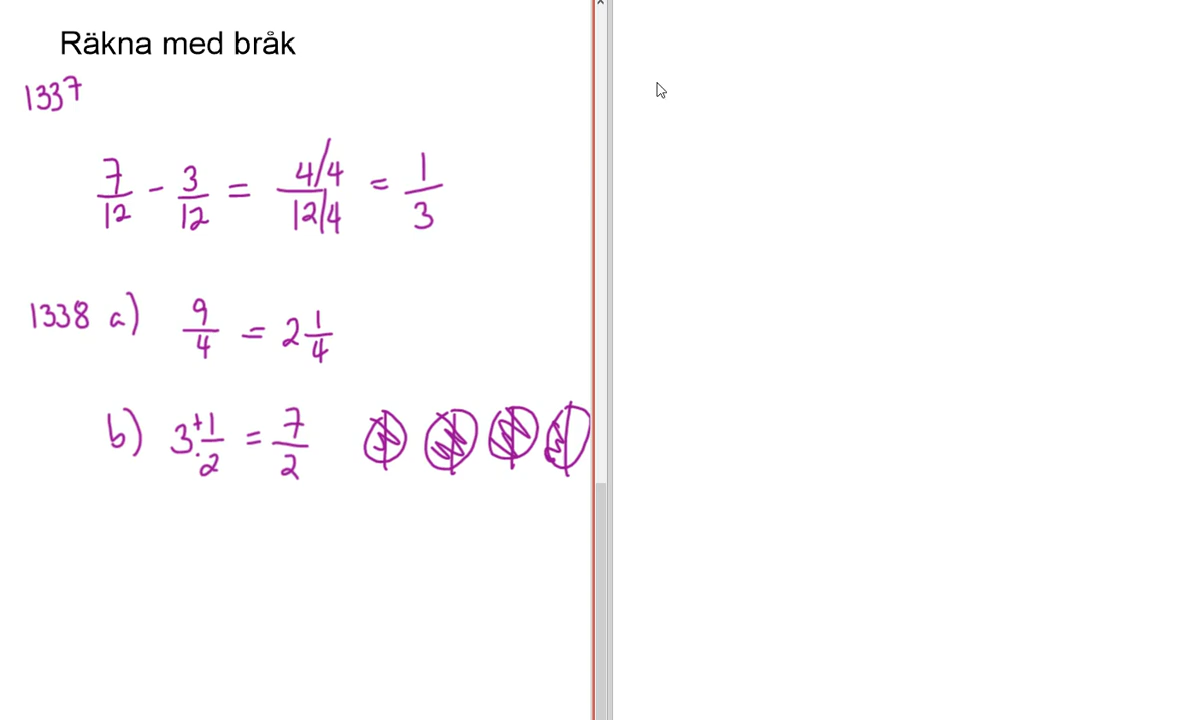 Räkna med bråk
1337
7/12 - 3/12 = 4/4 / 12/4 = 1/3
1338 a) 9/4 = 2 1/4
b) 3 + 1 · / 2 = 7/2